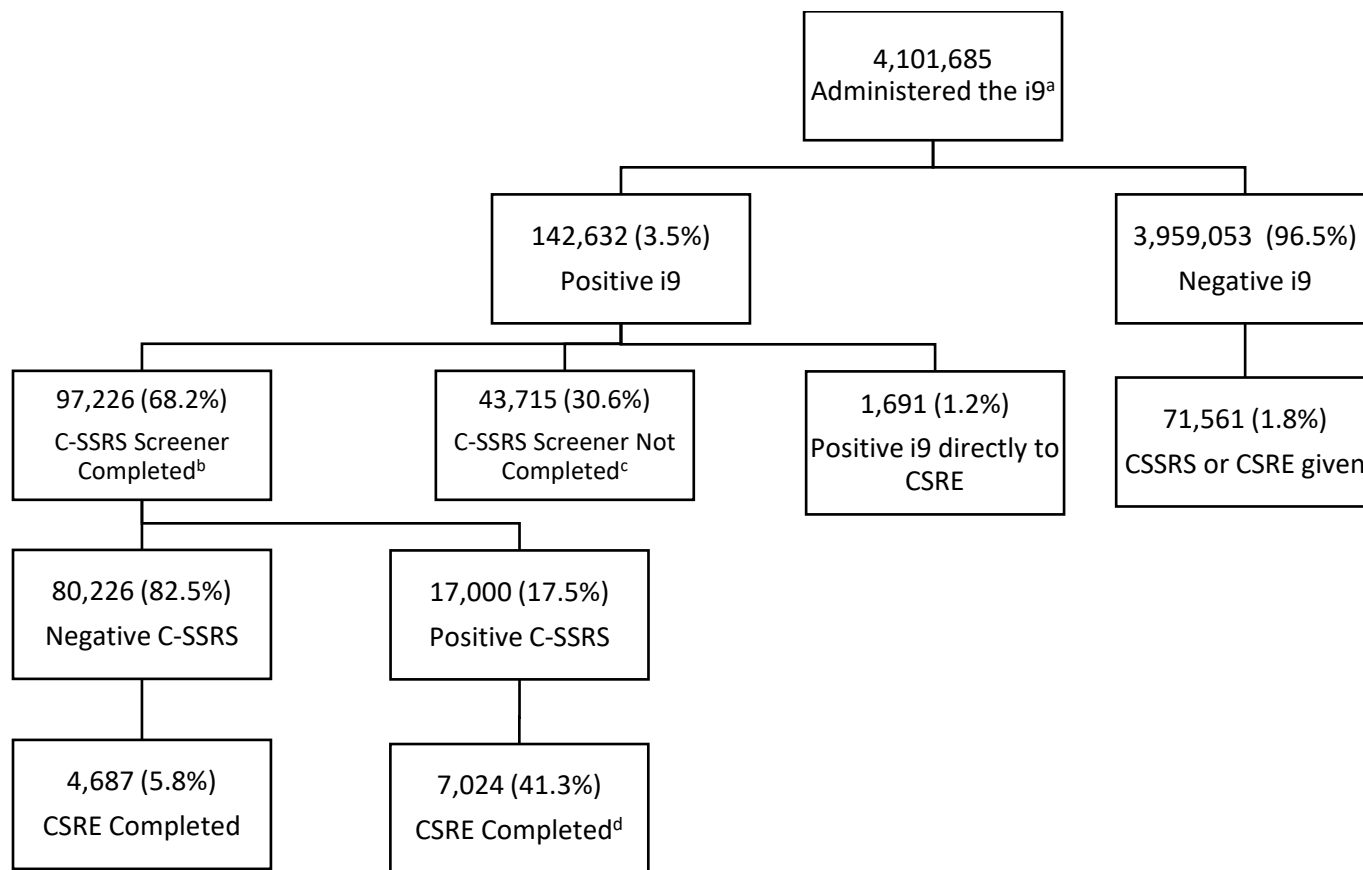 4,101,685
Administered the i9ᵃ
142,632 (3.5%)
Positive i9
3,959,053 (96.5%)
Negative i9
97,226 (68.2%)
C-SSRS Screener
Completedᵇ
43,715 (30.6%)
C-SSRS Screener Not
Completedᶜ
1,691 (1.2%)
Positive i9 directly to
CSRE
71,561 (1.8%)
CSSRS or CSRE given
80,226 (82.5%)
Negative C-SSRS
17,000 (17.5%)
Positive C-SSRS
4,687 (5.8%)
CSRE Completed
7,024 (41.3%)
CSRE Completedᵈ